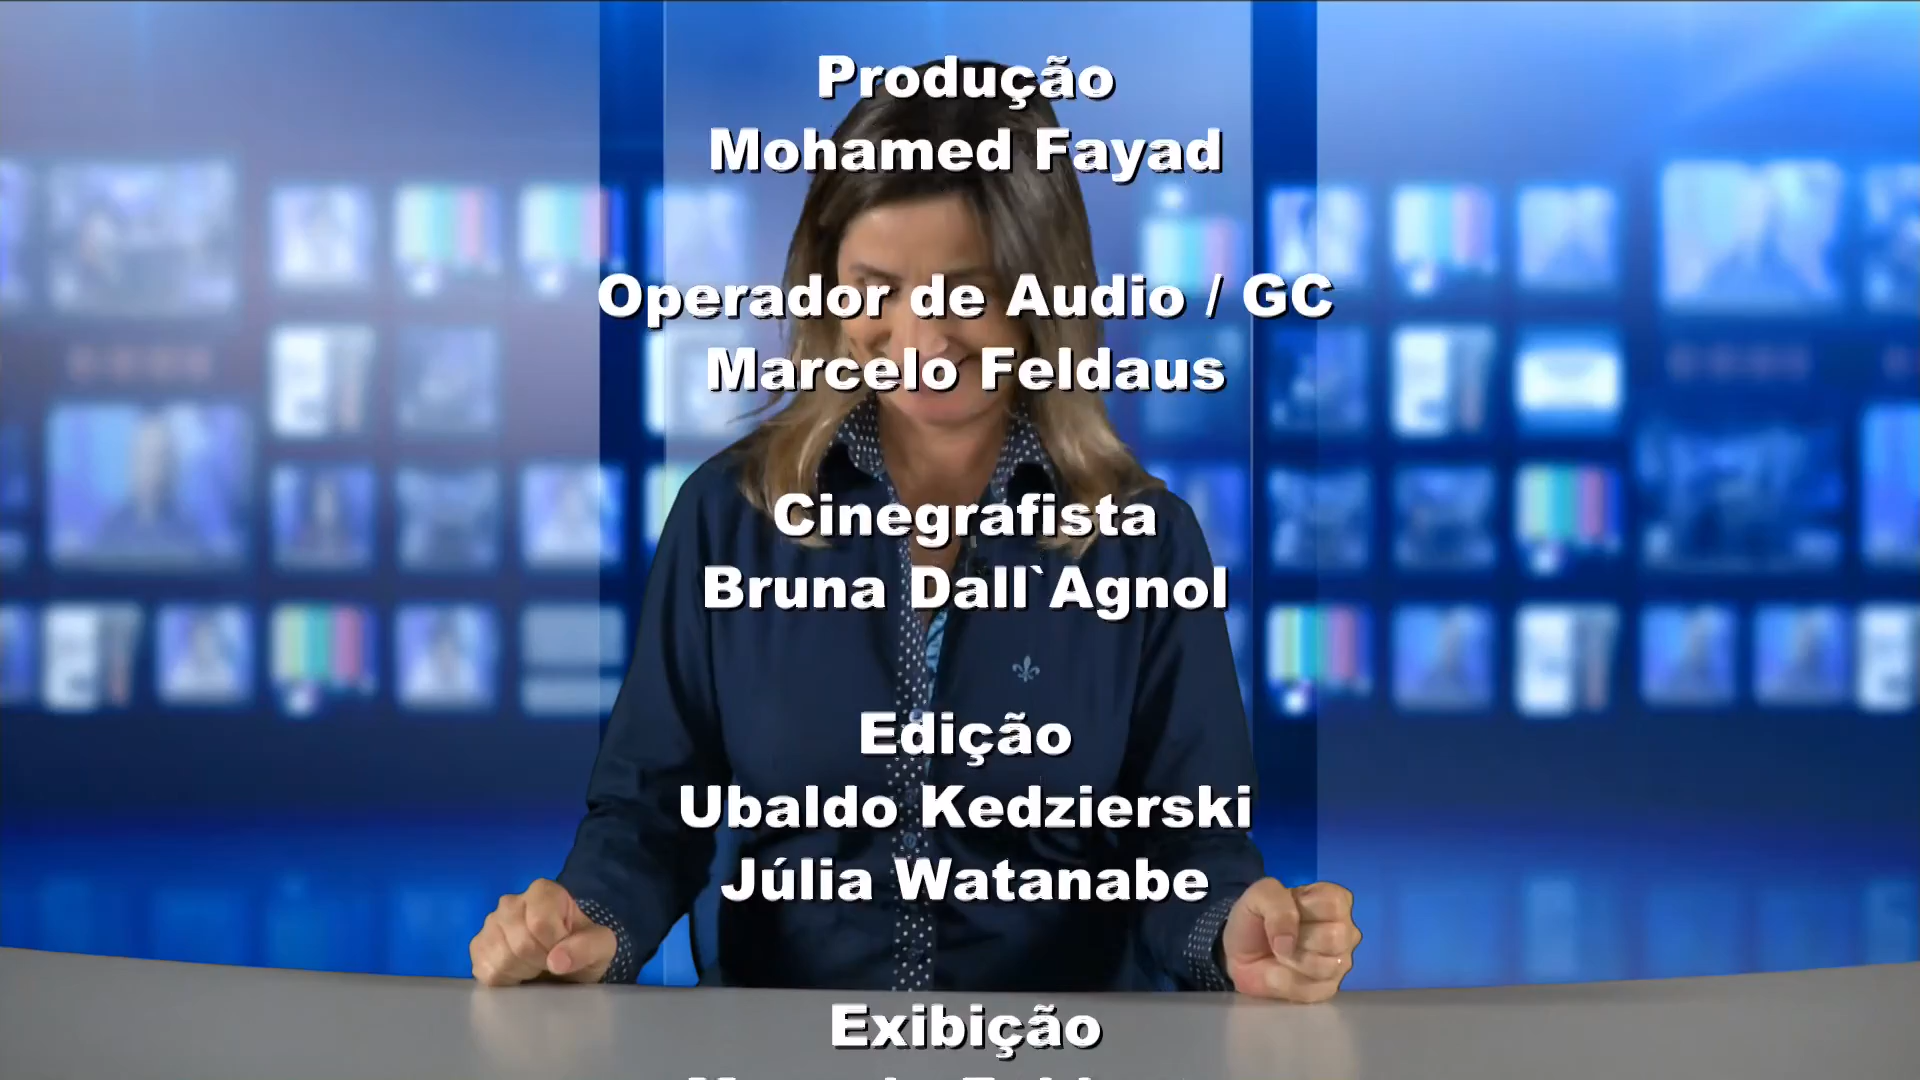 Produção
Mohamed Fayad
Operador de Audio / GC
Marcelo Feldaus
Cinegrafista
Bruna Dall`Agnol
Edição
Ubaldo Kedzierski
Júlia Watanabe
Exibição